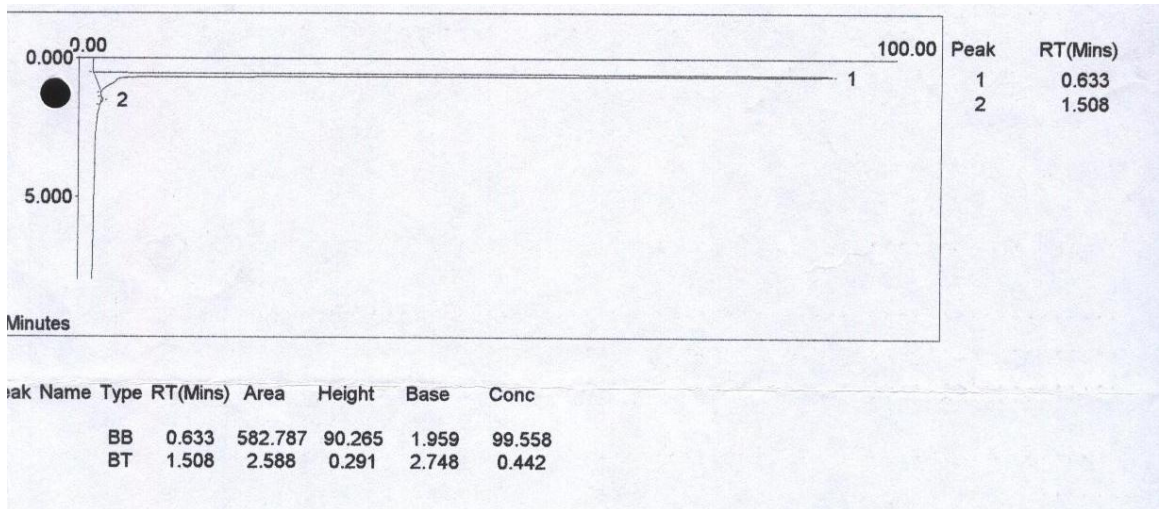 0.00 100.00 Peak RT(Mins)
0.000
1 1 0.633
2 2 1.508
5.000
Minutes
eak Name Type RT(Mins) Area Height Base Conc
BB 0.633 582.787 90.265 1.959 99.558
BT 1.508 2.588 0.291 2.748 0.442